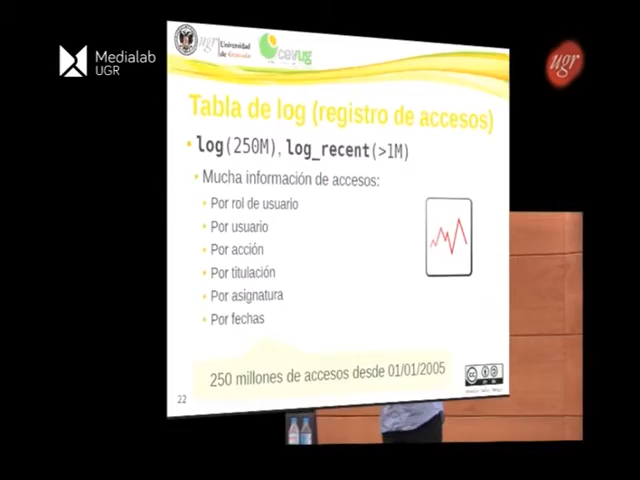 Medialab
UGR
ugr
Universidad
de Granada
cevug
ugr
Tabla de log (registro de accesos)
• log(250M), log_recent(>1M)
• Mucha información de accesos:
• Por rol de usuario
• Por usuario
• Por acción
• Por titulación
• Por asignatura
• Por fechas
250 millones de accesos desde 01/01/2005
22